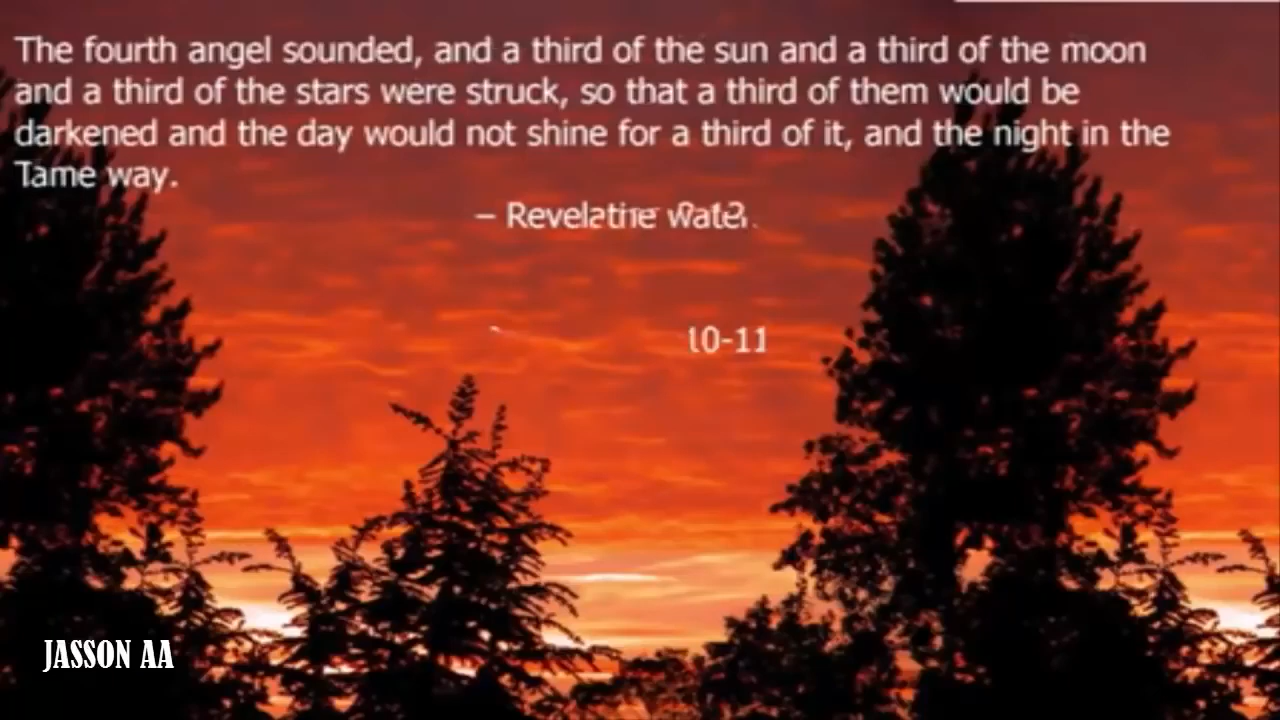 The fourth angel sounded, and a third of the sun and a third of the moon
and a third of the stars were struck, so that a third of them would be
darkened and the day would not shine for a third of it, and the night in the
Tame way.
–
10-11
JASSON AA